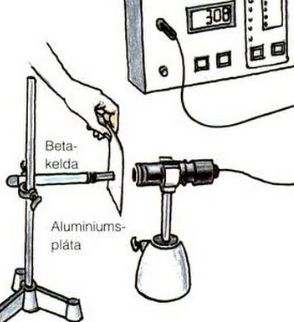 308
Beta-
kelda
Aluminiums-
pláta